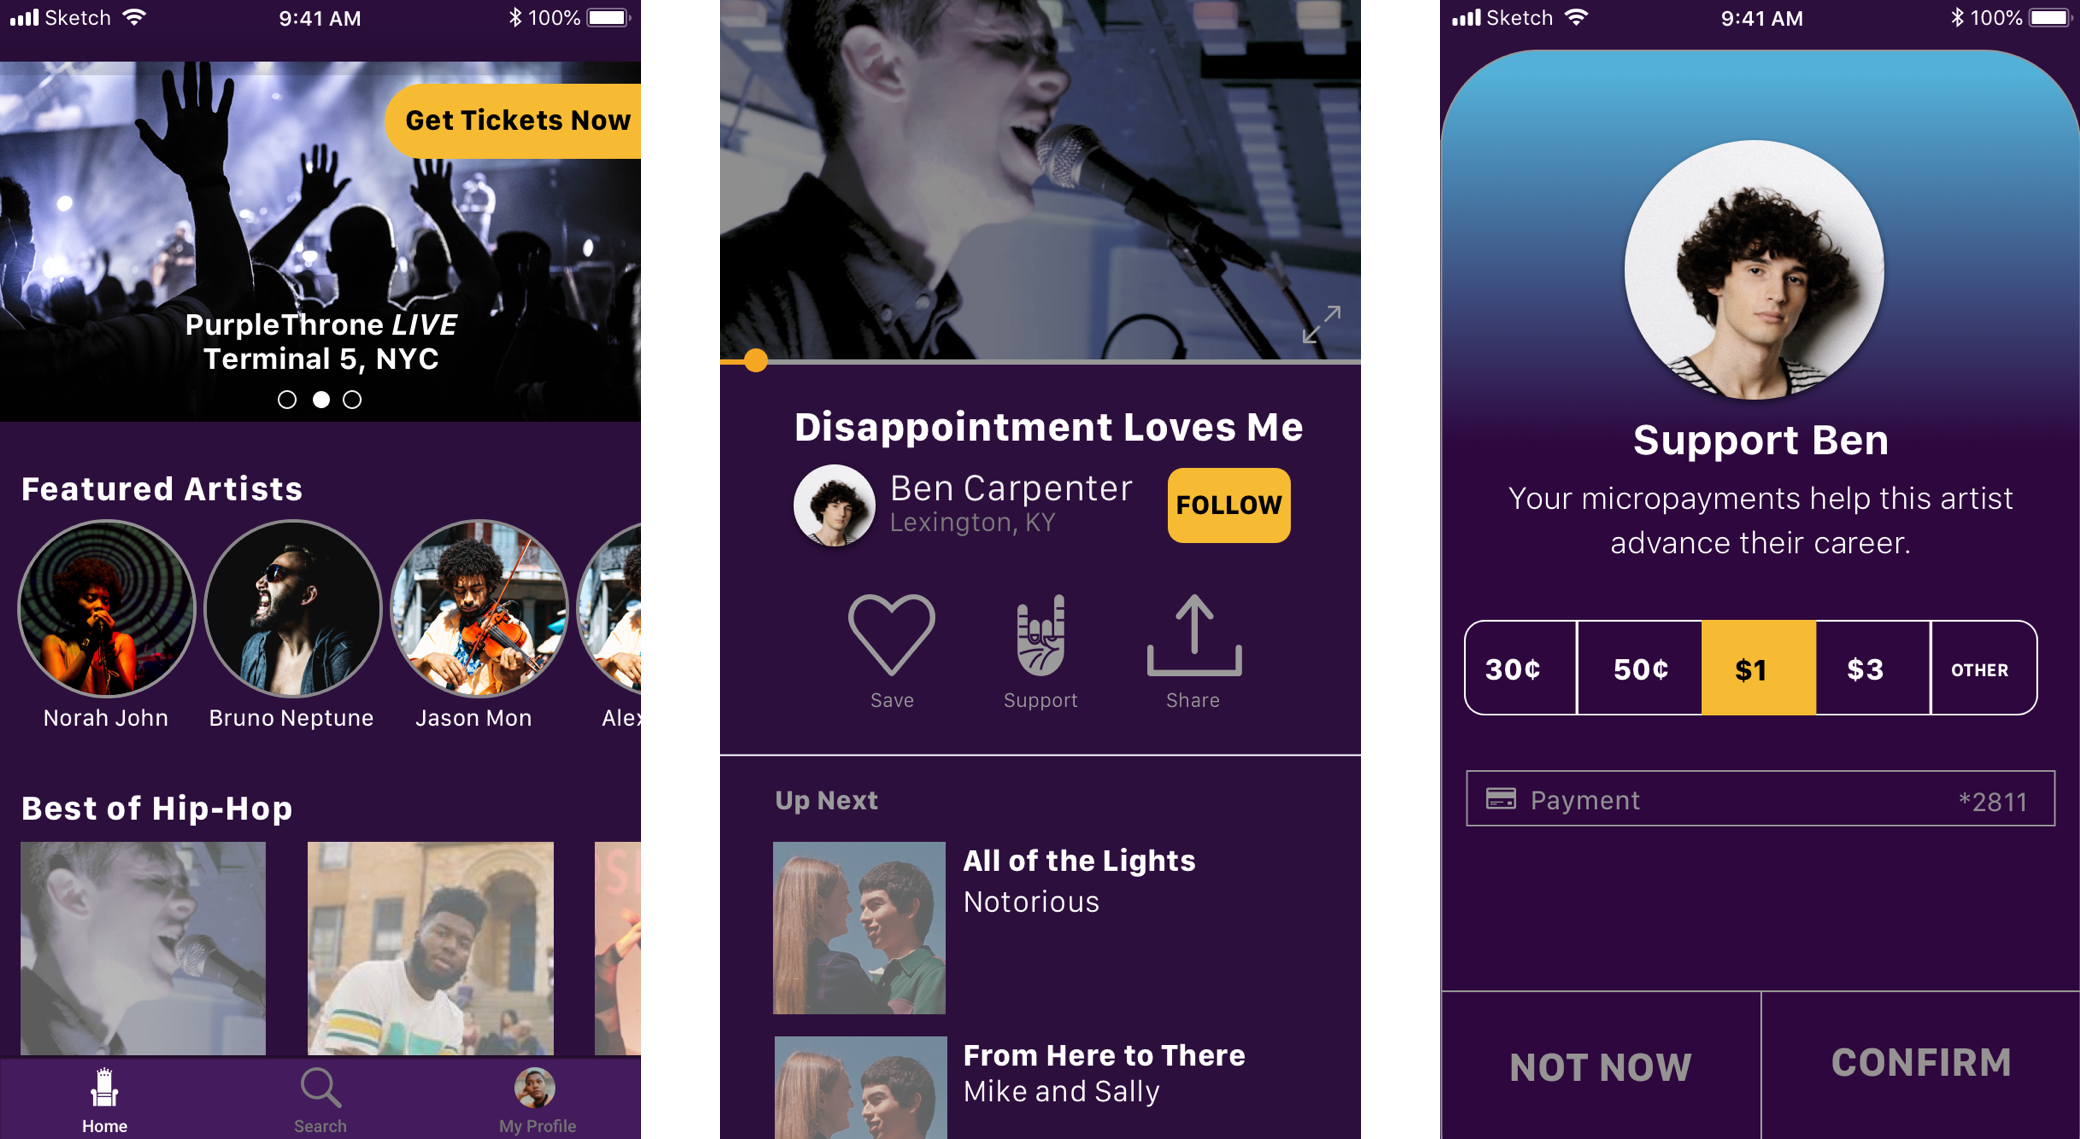 Sketch 9:41 AM 100%
Get Tickets Now
PurpleThrone LIVE
Terminal 5, NYC
Featured Artists
Norah John Bruno Neptune Jason Mon Alex
Best of Hip-Hop
Home Search My Profile
Disappointment Loves Me
Ben Carpenter
Lexington, KY
FOLLOW
Save Support Share
Up Next
All of the Lights
Notorious
From Here to There
Mike and Sally
Sketch 9:41 AM 100%
Support Ben
Your micropayments help this artist
advance their career.
30¢ 50¢ $1 $3 OTHER
Payment *2811
NOT NOW CONFIRM